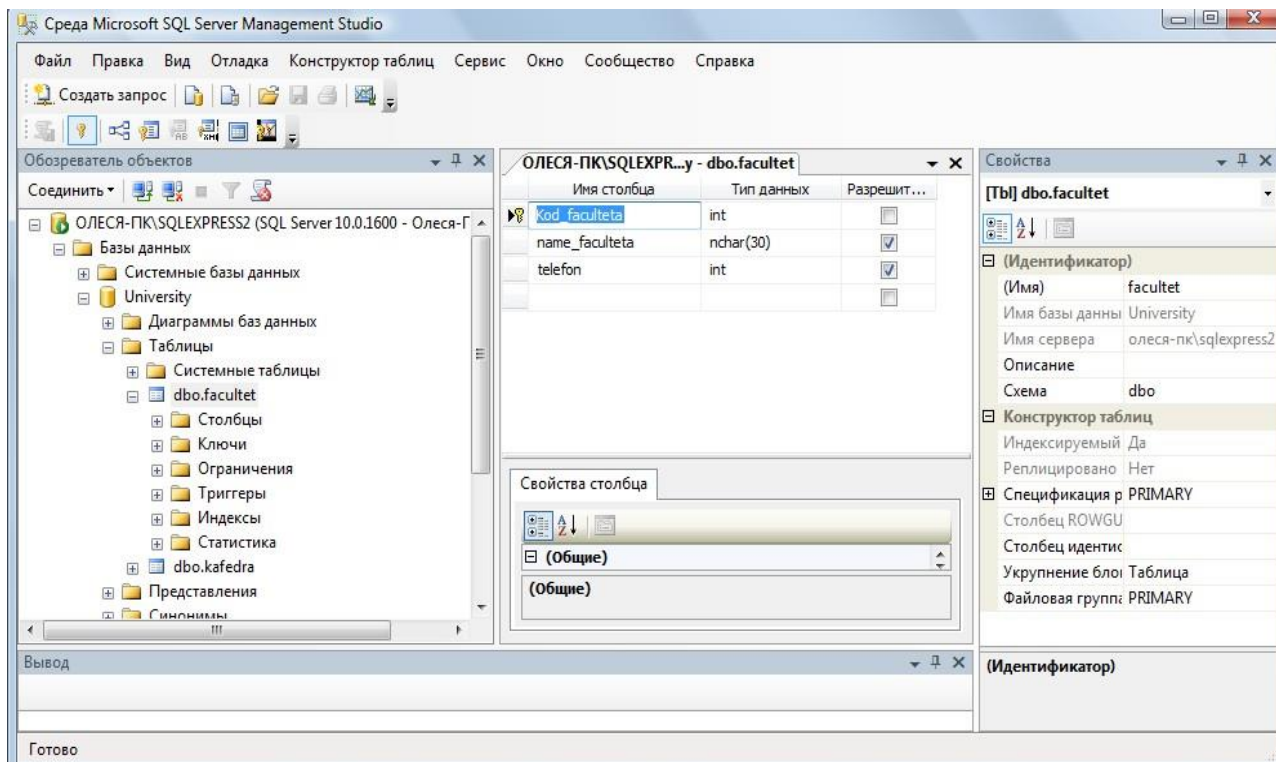 Среда Microsoft SQL Server Management Studio
Файл Правка Вид Отладка Конструктор таблиц Сервис Окно Сообщество Справка
Создать запрос
Обозреватель объектов
Соединить
ОЛЕСЯ-ПК\SQLEXPRESS2 (SQL Server 10.0.1600 - Олеся-П
Базы данных
Системные базы данных
University
Диаграммы баз данных
Таблицы
Системные таблицы
dbo.facultet
Столбцы
Ключи
Ограничения
Триггеры
Индексы
Статистика
dbo.kafedra
Представления
Синонимы
ОЛЕСЯ-ПК\SQLEXPR...y - dbo.facultet
Имя столбца Тип данных Разрешит...
Kod_faculteta int
name_faculteta nchar(30)
telefon int
Свойства столбца
(Общие)
(Общие)
Свойства
[Tbl] dbo.facultet
(Идентификатор)
(Имя) facultet
Имя базы данны University
Имя сервера олеся-пк\sqlexpress2
Описание
Схема dbo
Конструктор таблиц
Индексируемый Да
Реплицировано Нет
Спецификация р PRIMARY
Столбец ROWGU
Столбец иденти
Укрупнение бло Таблица
Файловая группа PRIMARY
(Идентификатор)
Вывод
Готово